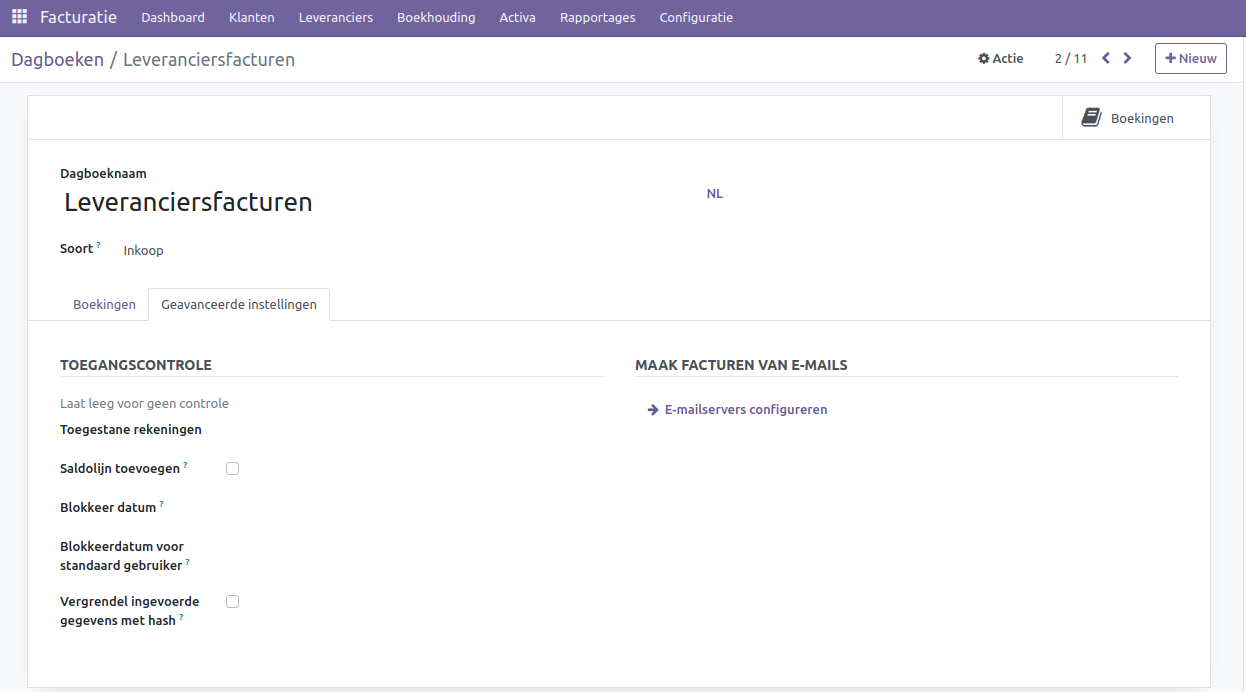 Facturatie Dashboard Klanten Leveranciers Boekhouding Activa Rapportages Configuratie
Dagboeken / Leveranciersfacturen Actie 2 / 11 Nieuw
Boekingen
Dagboeknaam
Leveranciersfacturen NL
Soort ? Inkoop
Boekingen Geavanceerde instellingen
TOEGANGSCONTROLE
Laat leeg voor geen controle
Toegestane rekeningen
Saldolijn toevoegen ?
Blokkeer datum ?
Blokkeerdatum voor
standaard gebruiker ?
Vergrendel ingevoerde
gegevens met hash ?
MAAK FACTUREN VAN E-MAILS
E-mailservers configureren